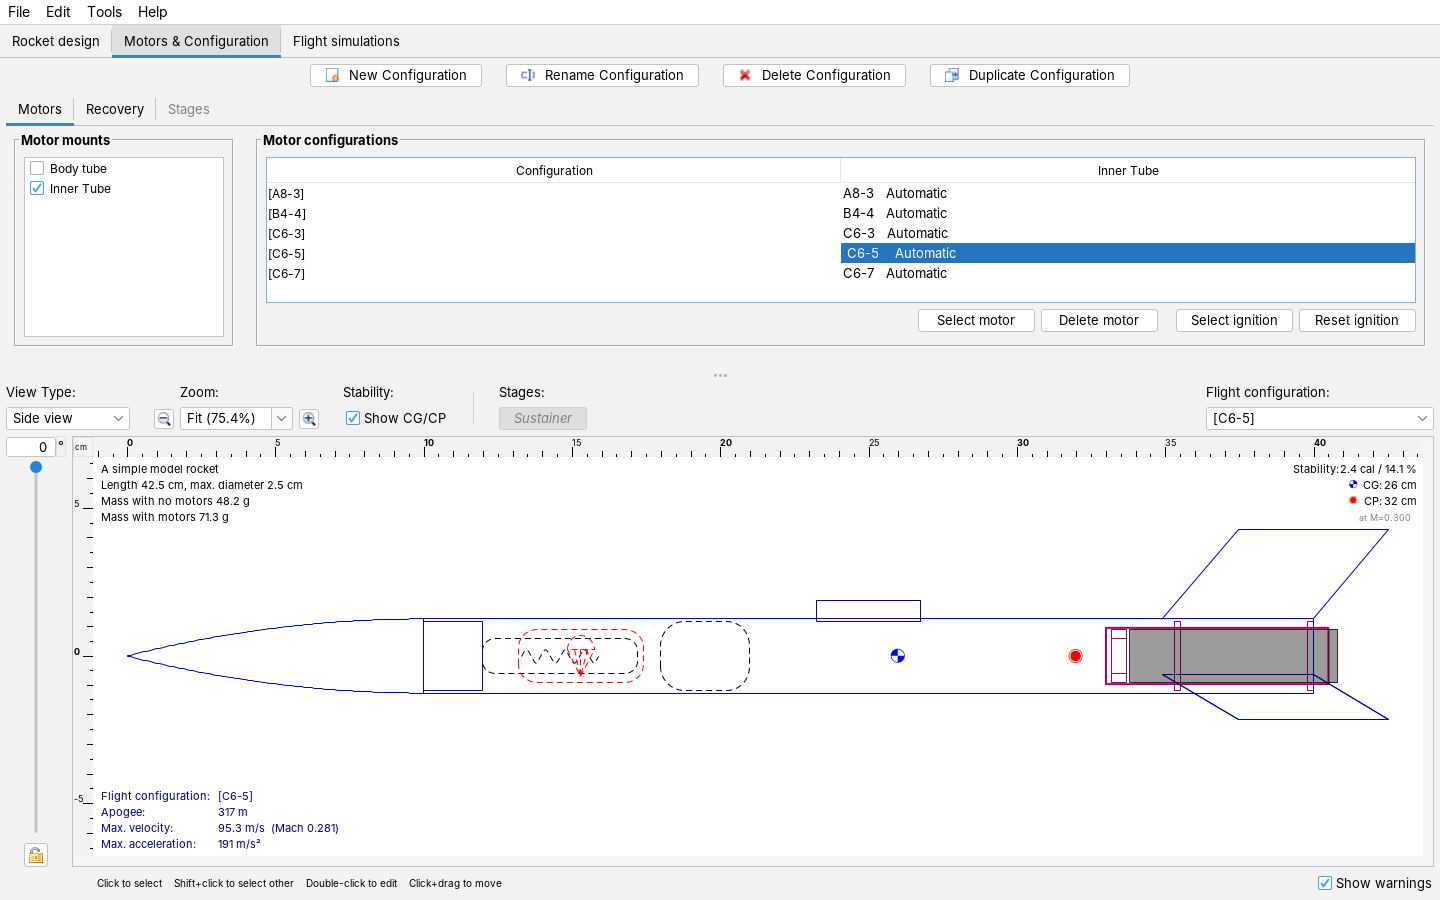 File Edit Tools Help
Rocket design Motors & Configuration Flight simulations
New Configuration Rename Configuration Delete Configuration Duplicate Configuration
Motors Recovery Stages
Motor mounts
Body tube
Inner Tube
Motor configurations
Configuration Inner Tube
[A8-3] A8-3 Automatic
[B4-4] B4-4 Automatic
[C6-3] C6-3 Automatic
[C6-5] C6-5 Automatic
[C6-7] C6-7 Automatic
Select motor Delete motor Select ignition Reset ignition
View Type: Zoom: Stability: Stages: Flight configuration:
Side view Fit (75.4%) Show CG/CP Sustainer [C6-5]
0 °
cm 0 5 10 15 20 25 30 35 40
5
0
-5
A simple model rocket
Length 42.5 cm, max. diameter 2.5 cm
Mass with no motors 48.2 g
Mass with motors 71.3 g
Stability: 2.4 cal / 14.1 %
CG: 26 cm
CP: 32 cm
at M=0.300
Flight configuration: [C6-5]
Apogee: 317 m
Max. velocity: 95.3 m/s (Mach 0.281)
Max. acceleration: 191 m/s²
Click to select Shift+click to select other Double-click to edit Click+drag to move
Show warnings